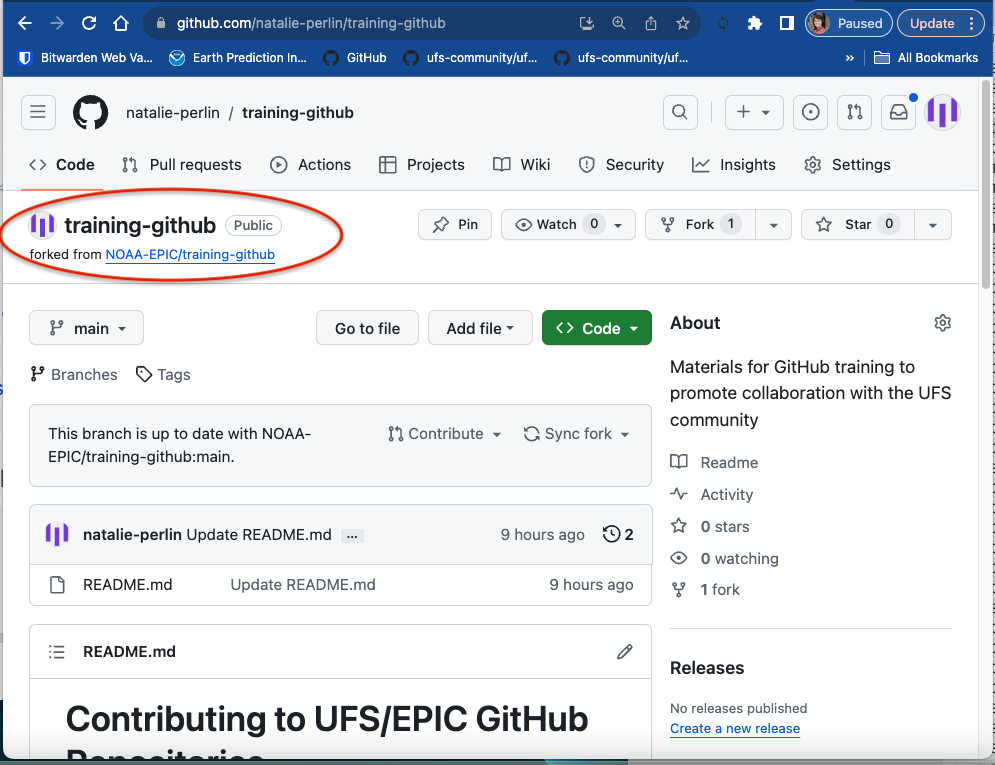 github.com/natalie-perlin/training-github
Paused
Update
Bitwarden Web Va...
Earth Prediction In...
GitHub
ufs-community/uf...
ufs-community/uf...
»
All Bookmarks
natalie-perlin / training-github
Code
Pull requests
Actions
Projects
Wiki
Security
Insights
Settings
training-github Public
forked from NOAA-EPIC/training-github
Pin
Watch 0
Fork 1
Star 0
main
Go to file
Add file
Code
Branches
Tags
This branch is up to date with NOAA-
EPIC/training-github:main.
Contribute
Sync fork
natalie-perlin Update README.md ...
9 hours ago
2
README.md
Update README.md
9 hours ago
README.md
Contributing to UFS/EPIC GitHub
Repositories
About
Materials for GitHub training to
promote collaboration with the UFS
community
Readme
Activity
0 stars
0 watching
1 fork
Releases
No releases published
Create a new release